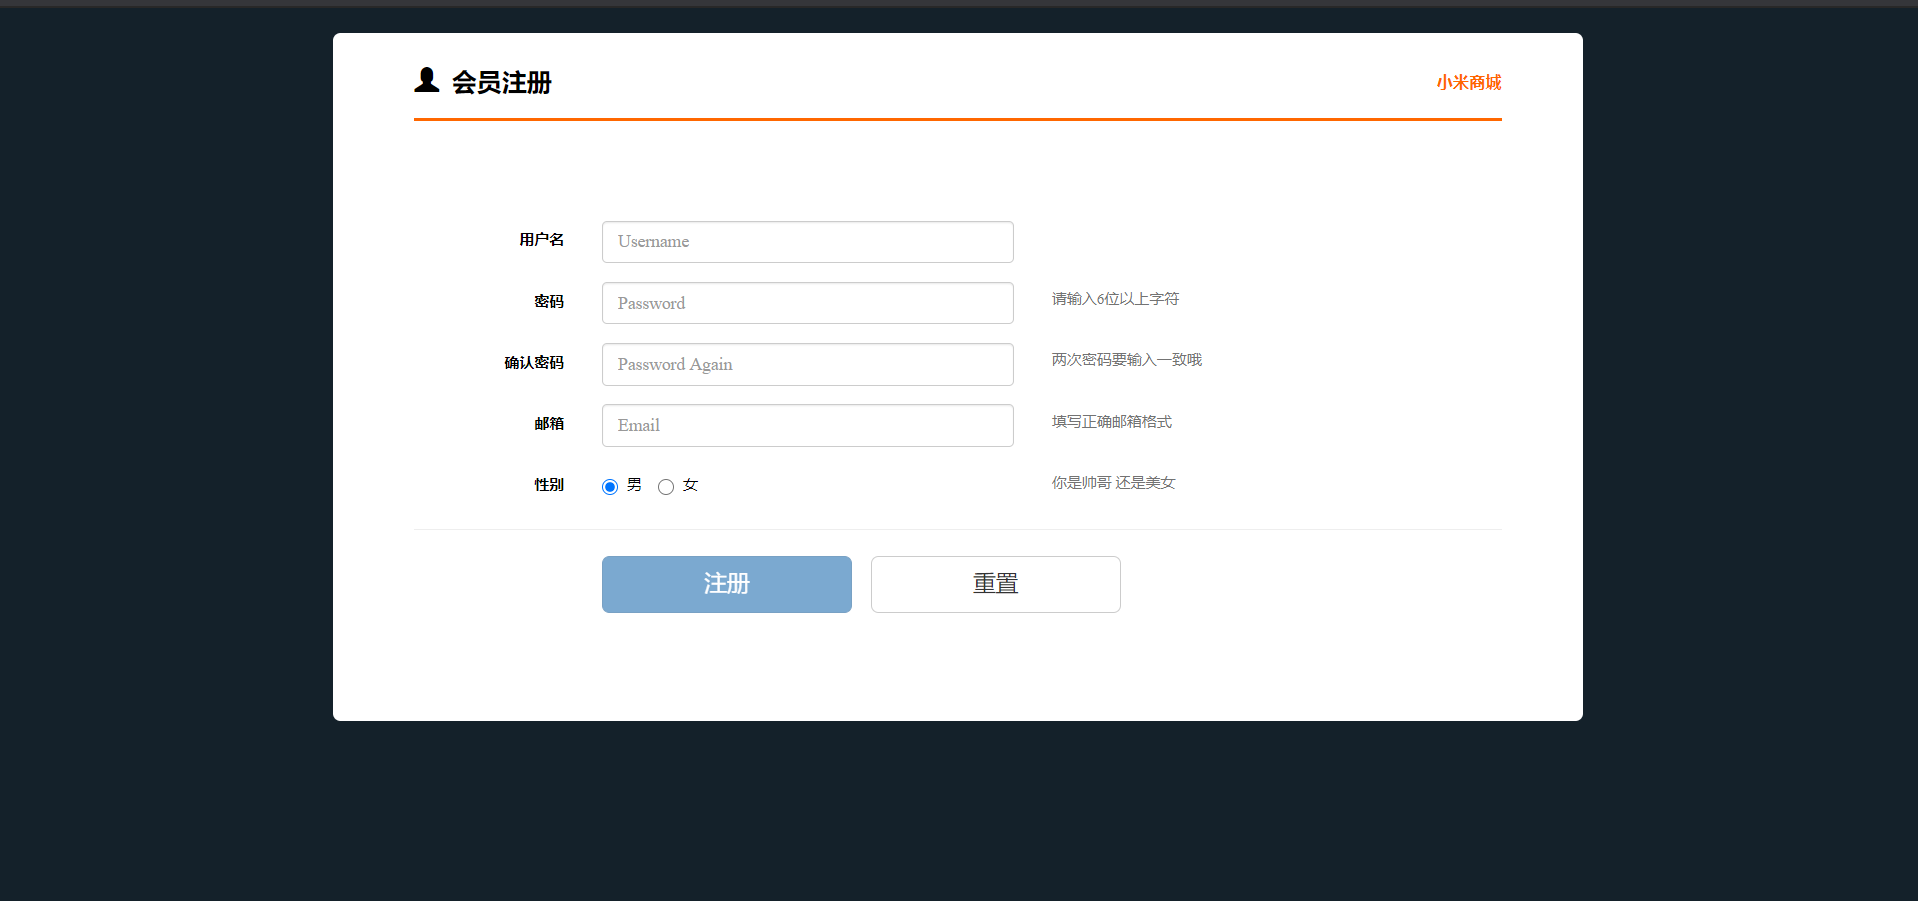 会员注册
小米商城
用户名
Username
密码
Password
请输入6位以上字符
确认密码
Password Again
两次密码要输入一致哦
邮箱
Email
填写正确邮箱格式
性别
男 女
你是帅哥 还是美女
注册
重置